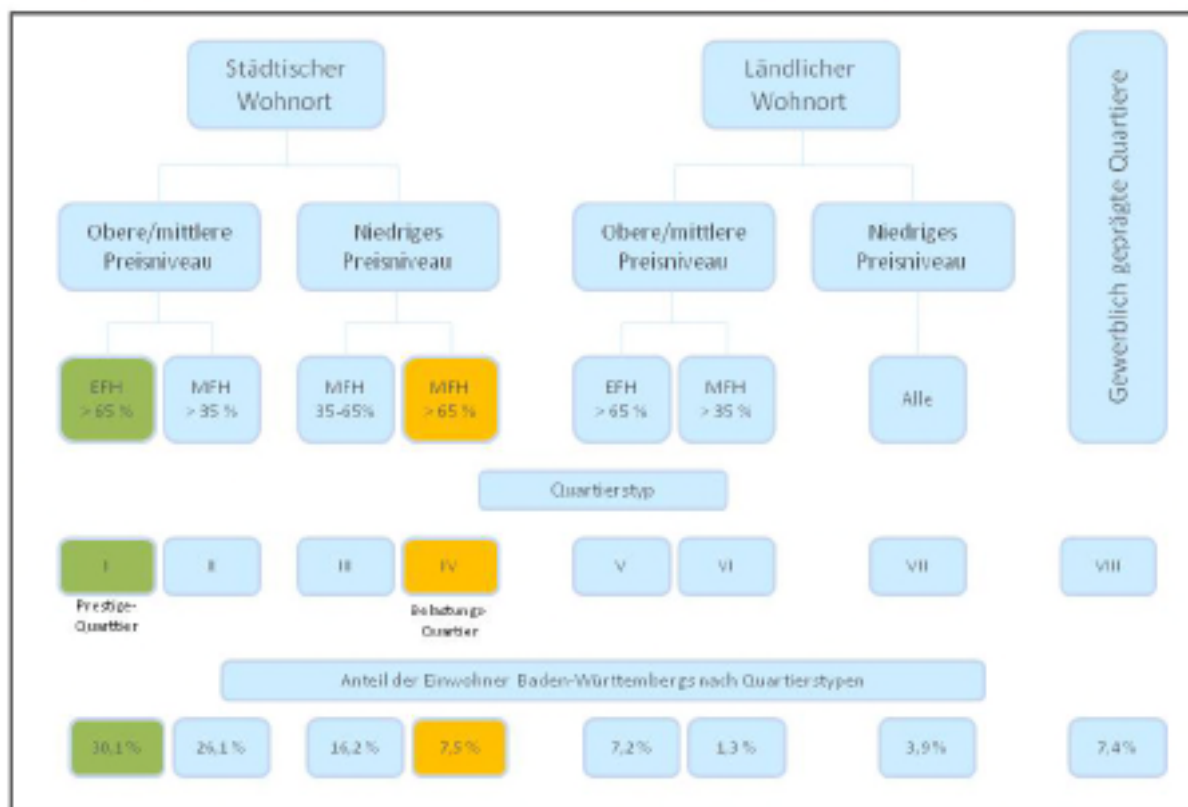 Städtischer
Wohnort
Ländlicher
Wohnort
Gewerblich geprägte Quartiere
Obere/mittlere
Preisniveau
Niedriges
Preisniveau
Obere/mittlere
Preisniveau
Niedriges
Preisniveau
EFH
> 65 %
MFH
> 35 %
MFH
35-65%
MFH
> 65 %
EFH
> 65 %
MFH
> 35 %
Alle
Quartierstyp
I
II
III
IV
V
VI
VII
VIII
Prestige-
Quartier
Quartier
Anteil der Einwohner Baden-Württembergs nach Quartierstypen
30,1%
26,1%
16,2%
7,5%
7,2%
1,3%
3,9%
7,4%